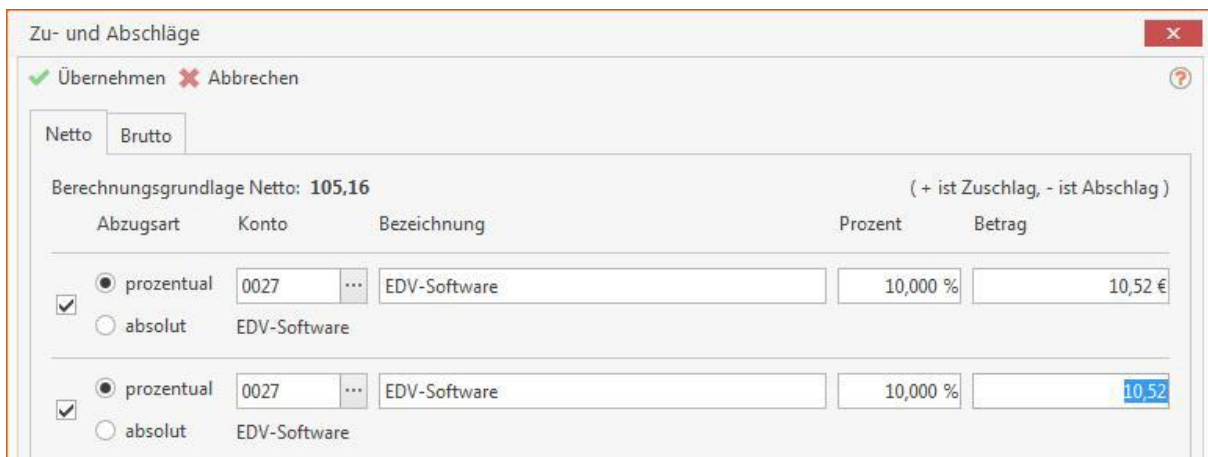 Zu- und Abschläge
Übernehmen Abbrechen
Netto Brutto
Berechnungsgrundlage Netto: 105,16 ( + ist Zuschlag, - ist Abschlag )
Abzugsart Konto Bezeichnung Prozent Betrag
prozentual 0027 ... EDV-Software 10,000 % 10,52 €
absolut EDV-Software
prozentual 0027 ... EDV-Software 10,000 % 10,52
absolut EDV-Software